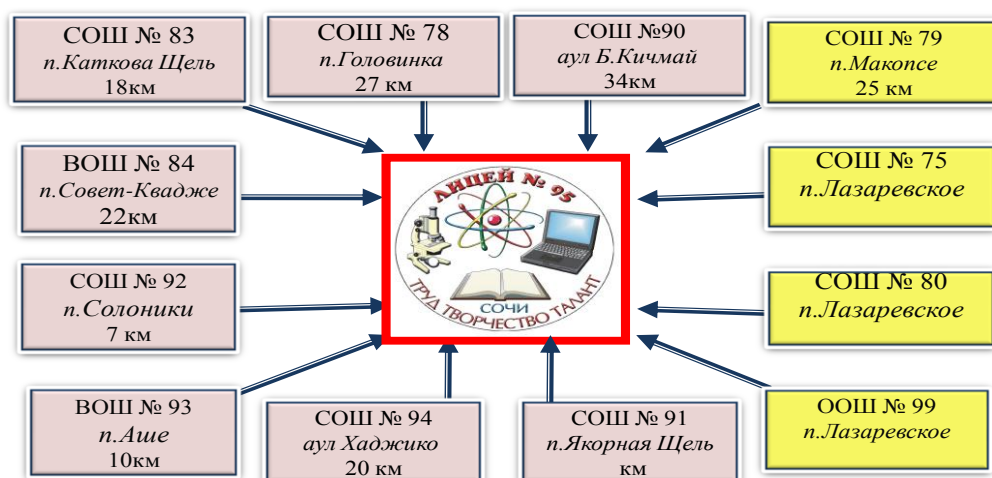 СОШ № 83
п.Каткова Щель
18км
СОШ № 78
п.Головинка
27 км
СОШ №90
аул Б.Кичмай
34км
СОШ № 79
п.Макопсе
25 км
ВОШ № 84
п.Совет-Квадже
22км
ЛИЦЕЙ № 95
СОЧИ
ТРУД ТВОРЧЕСТВО ТАЛАНТ
СОШ № 75
п.Лазаревское
СОШ № 92
п.Солоники
7 км
СОШ № 80
п.Лазаревское
ВОШ № 93
п.Аше
10км
СОШ № 94
аул Хаджико
20 км
СОШ № 91
п.Якорная Щель
км
ООШ № 99
п.Лазаревское